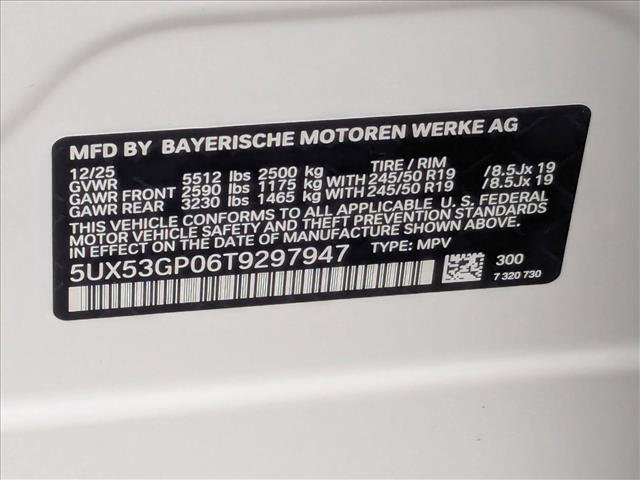 MFD BY BAYERISCHE MOTOREN WERKE AG
12/25 TIRE / RIM
GVWR 5512 lbs 2500 kg
GAWR FRONT 2590 lbs 1175 kg WITH 245/50 R19 /8.5Jx 19
GAWR REAR 3230 lbs 1465 kg WITH 245/50 R19 /8.5Jx 19
THIS VEHICLE CONFORMS TO ALL APPLICABLE U. S. FEDERAL
MOTOR VEHICLE SAFETY, BUMPER, AND THEFT PREVENTION
STANDARDS IN EFFECT ON THE DATE OF MANUFACTURE SHOWN ABOVE.
5UX53GP06T9297947 TYPE: MPV
300
7 320 730